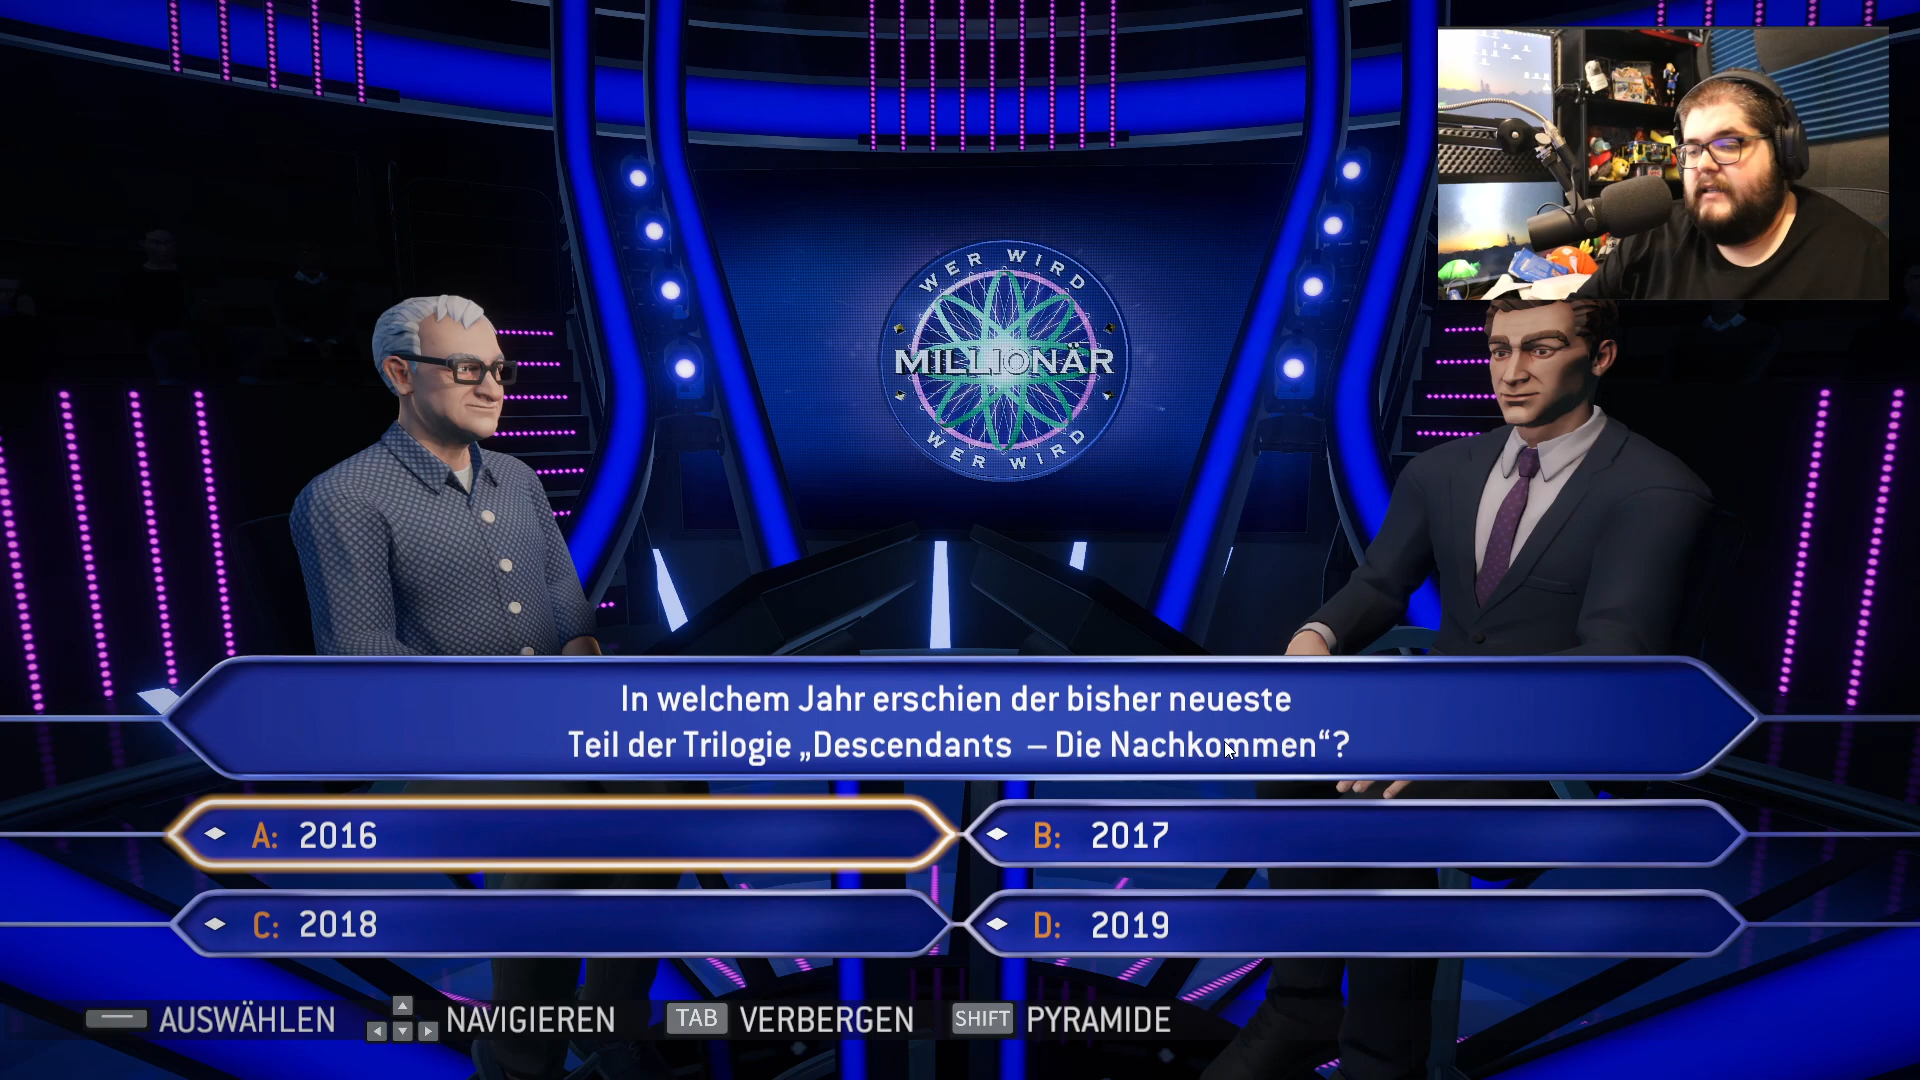 WER WIRD
MILLIONÄR
WER WIRD
In welchem Jahr erschien der bisher neueste
Teil der Trilogie „Descendants – Die Nachkommen“?
A: 2016
B: 2017
C: 2018
D: 2019
AUSWÄHLEN
NAVIGIEREN
TAB VERBERGEN
SHIFT PYRAMIDE